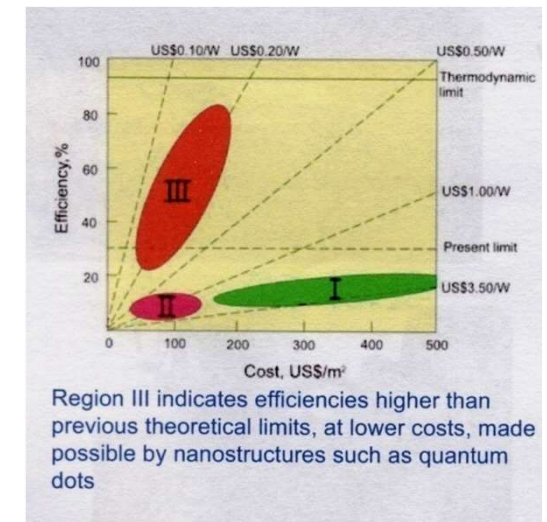 US$0.10/W US$0.20/W US$0.50/W
100
Thermodynamic
limit
80
Efficiency,%
60
III
US$1.00/W
40
Present limit
20
I
US$3.50/W
II
0 100 200 300 400 500
Cost, US$/m²
Region III indicates efficiencies higher than
previous theoretical limits, at lower costs, made
possible by nanostructures such as quantum
dots